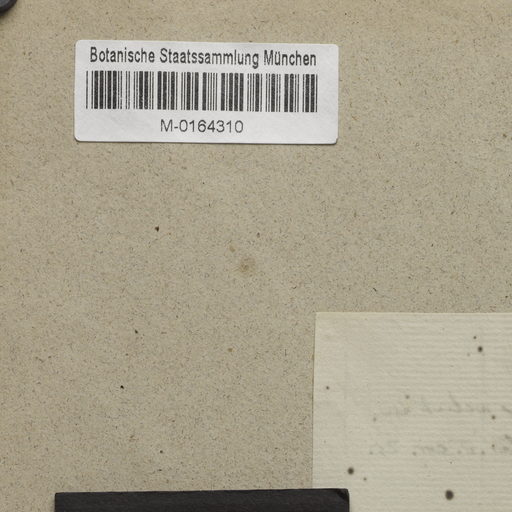 Botanische Staatssammlung München
M-0164310